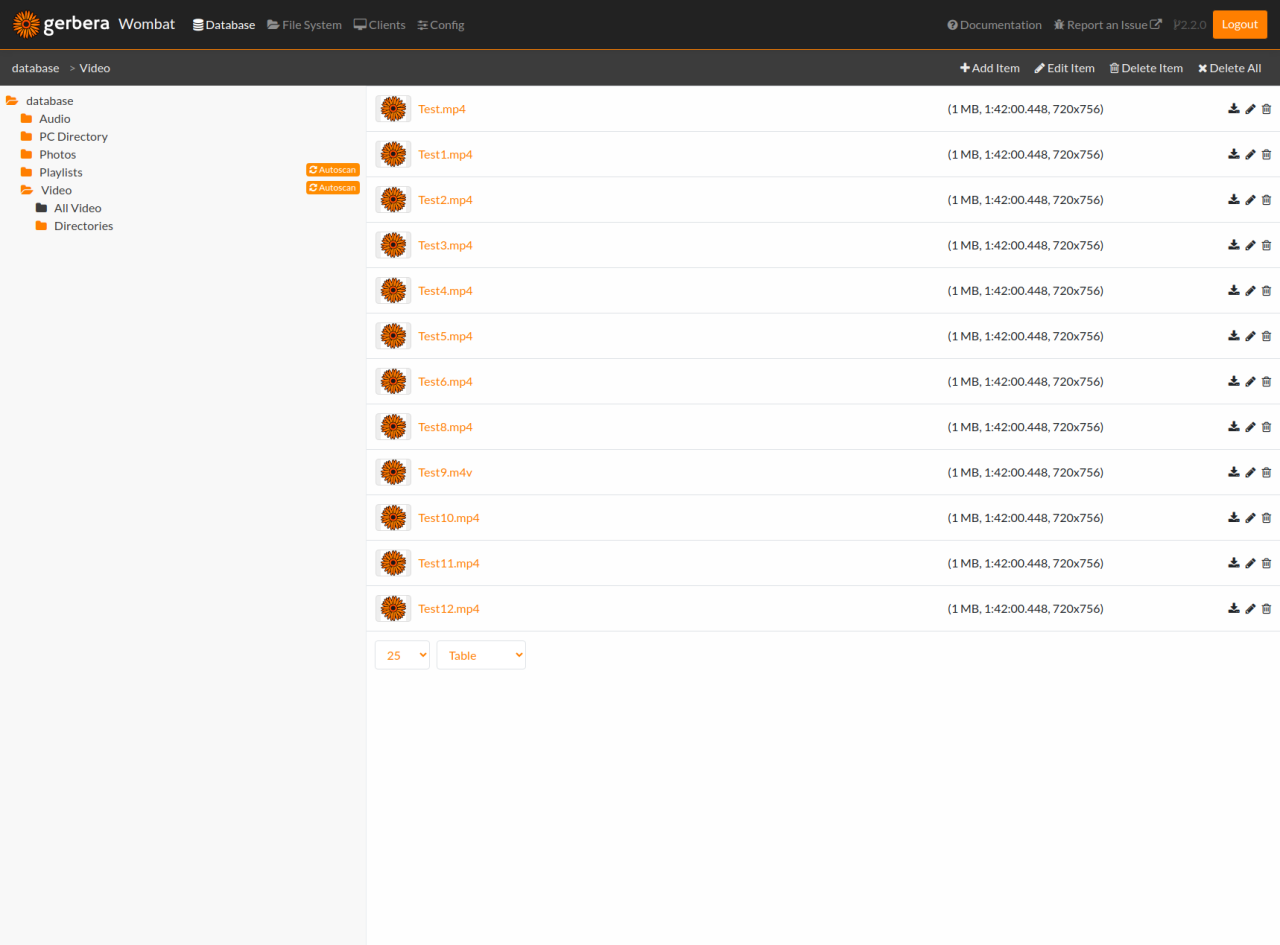 gerbera Wombat Database File System Clients Config Documentation Report an Issue 2.2.0 Logout
database > Video Add Item Edit Item Delete Item Delete All
database
Audio
PC Directory
Photos
Playlists Autoscan
Video Autoscan
All Video
Directories
Test.mp4 (1 MB, 1:42:00.448, 720x756)
Test1.mp4 (1 MB, 1:42:00.448, 720x756)
Test2.mp4 (1 MB, 1:42:00.448, 720x756)
Test3.mp4 (1 MB, 1:42:00.448, 720x756)
Test4.mp4 (1 MB, 1:42:00.448, 720x756)
Test5.mp4 (1 MB, 1:42:00.448, 720x756)
Test6.mp4 (1 MB, 1:42:00.448, 720x756)
Test8.mp4 (1 MB, 1:42:00.448, 720x756)
Test9.m4v (1 MB, 1:42:00.448, 720x756)
Test10.mp4 (1 MB, 1:42:00.448, 720x756)
Test11.mp4 (1 MB, 1:42:00.448, 720x756)
Test12.mp4 (1 MB, 1:42:00.448, 720x756)
25 Table